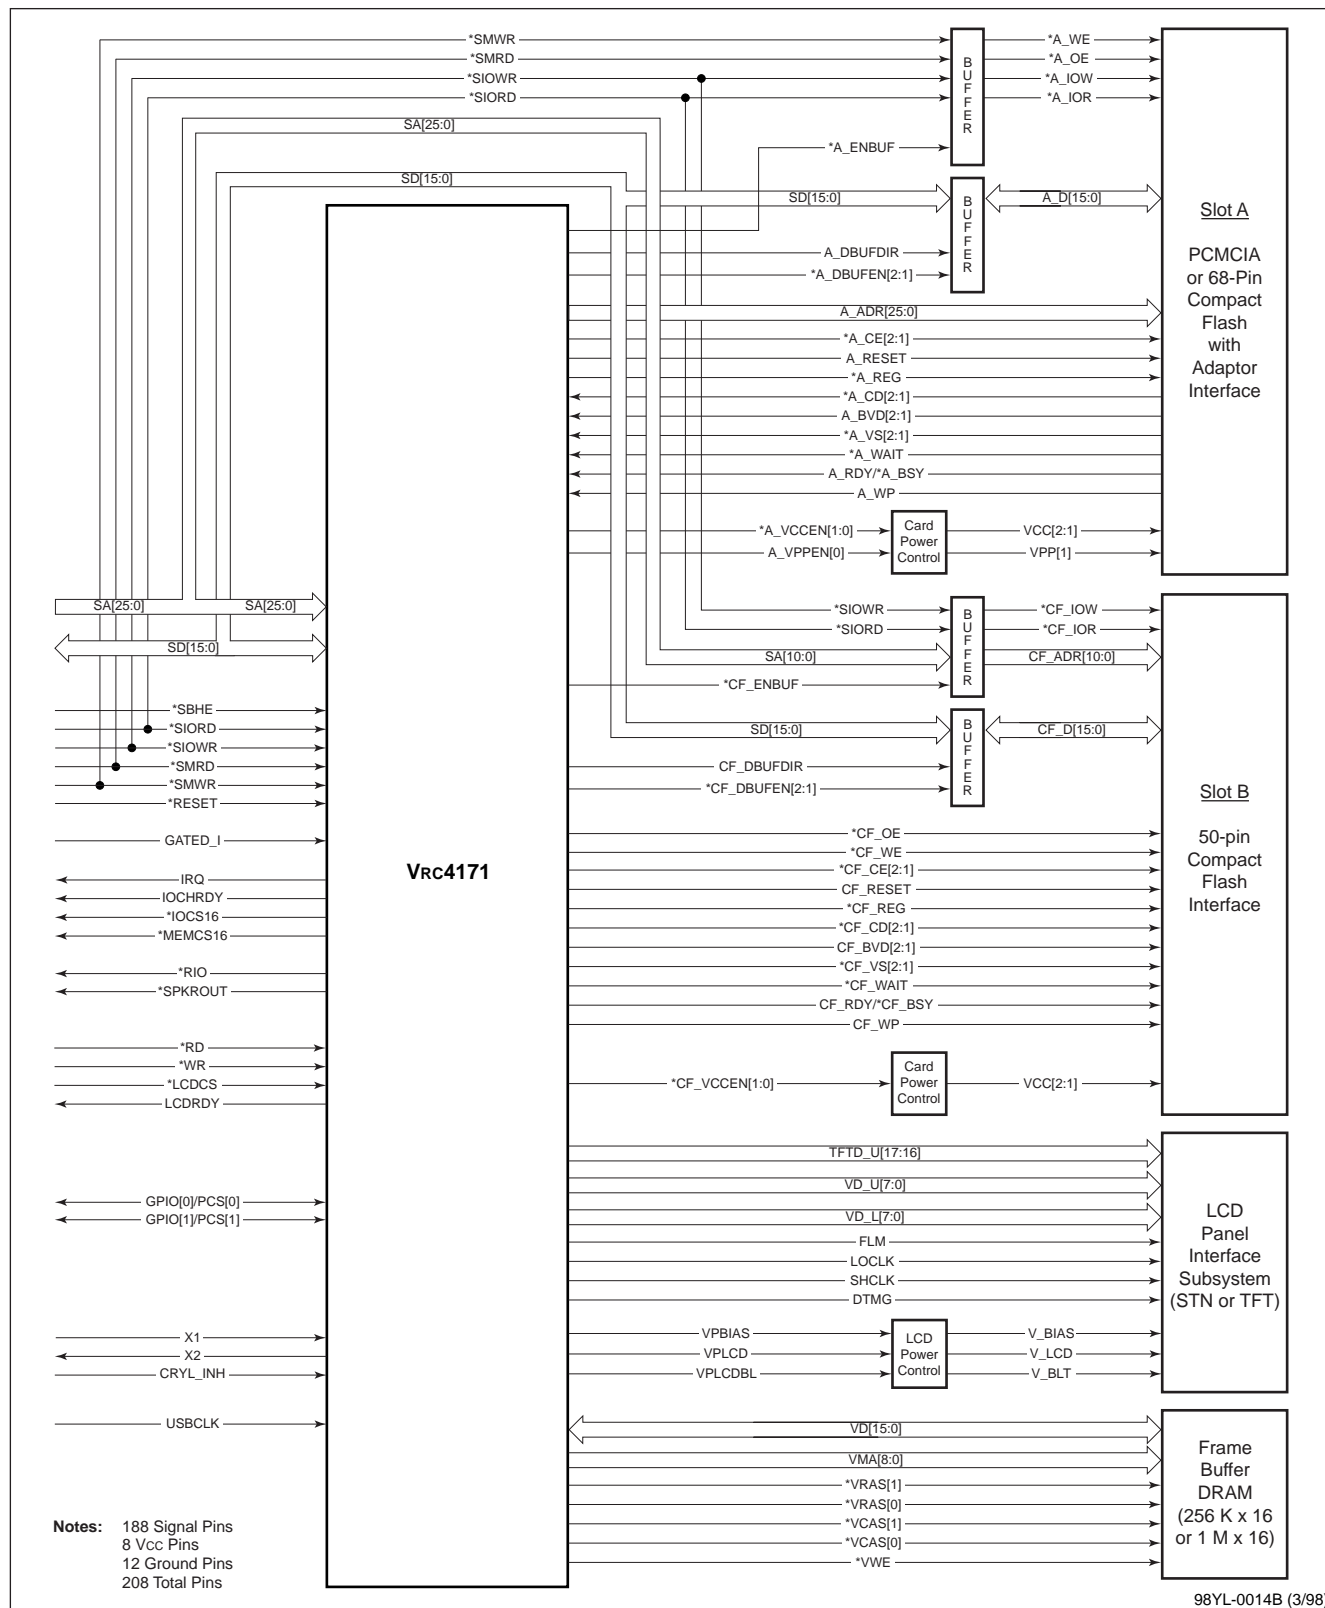 *SMWR
*SMRD
*SIOWR
*SIORD
SA[25:0]
SD[15:0]
*A_ENBUF
BUFFER
*A_WE
*A_OE
*A_IOW
*A_IOR
SD[15:0]
A_DBUFDIR
*A_DBUFEN[2:1]
BUFFER
A_D[15:0]
A_ADR[25:0]
*A_CE[2:1]
A_RESET
*A_REG
*A_CD[2:1]
A_BVD[2:1]
*A_VS[2:1]
*A_WAIT
A_RDY/*A_BSY
A_WP
*A_VCCEN[1:0]
A_VPPEN[0]
Card
Power
Control
VCC[2:1]
VPP[1]
Slot A
PCMCIA
or 68-Pin
Compact
Flash
with
Adaptor
Interface
SA[25:0]
SA[25:0]
SD[15:0]
*SBHE
*SIORD
*SIOWR
*SMRD
*SMWR
*RESET
GATED_I
IRQ
IOCHRDY
*IOCS16
*MEMCS16
*RIO
*SPKROUT
*RD
*WR
*LCDCS
LCDRDY
GPIO[0]/PCS[0]
GPIO[1]/PCS[1]
X1
X2
CRYL_INH
USBCLK
VRC4171
*SIOWR
*SIORD
SA[10:0]
*CF_ENBUF
BUFFER
*CF_IOW
*CF_IOR
CF_ADR[10:0]
SD[15:0]
CF_DBUFDIR
*CF_DBUFEN[2:1]
BUFFER
CF_D[15:0]
*CF_OE
*CF_WE
*CF_CE[2:1]
CF_RESET
*CF_REG
*CF_CD[2:1]
CF_BVD[2:1]
*CF_VS[2:1]
*CF_WAIT
CF_RDY/*CF_BSY
CF_WP
*CF_VCCEN[1:0]
Card
Power
Control
VCC[2:1]
Slot B
50-pin
Compact
Flash
Interface
TFTD_U[17:16]
VD_U[7:0]
VD_L[7:0]
FLM
LOCLK
SHCLK
DTMG
VPBIAS
VPLCD
VPLCDBL
LCD
Power
Control
V_BIAS
V_LCD
V_BLT
LCD
Panel
Interface
Subsystem
(STN or TFT)
VD[15:0]
VMA[8:0]
*VRAS[1]
*VRAS[0]
*VCAS[1]
*VCAS[0]
*VWE
Frame
Buffer
DRAM
(256 K x 16
or 1 M x 16)
Notes: 188 Signal Pins
8 VCC Pins
12 Ground Pins
208 Total Pins
98YL-0014B (3/98)